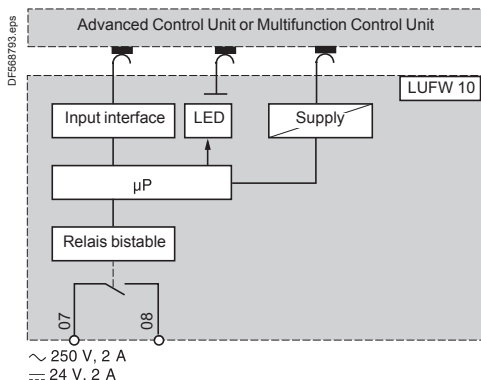 Advanced Control Unit or Multifunction Control Unit
DF568793.eps
LUFW 10
Input interface
LED
Supply
µP
Relais bistable
07
08
∼ 250 V, 2 A
⎓ 24 V, 2 A